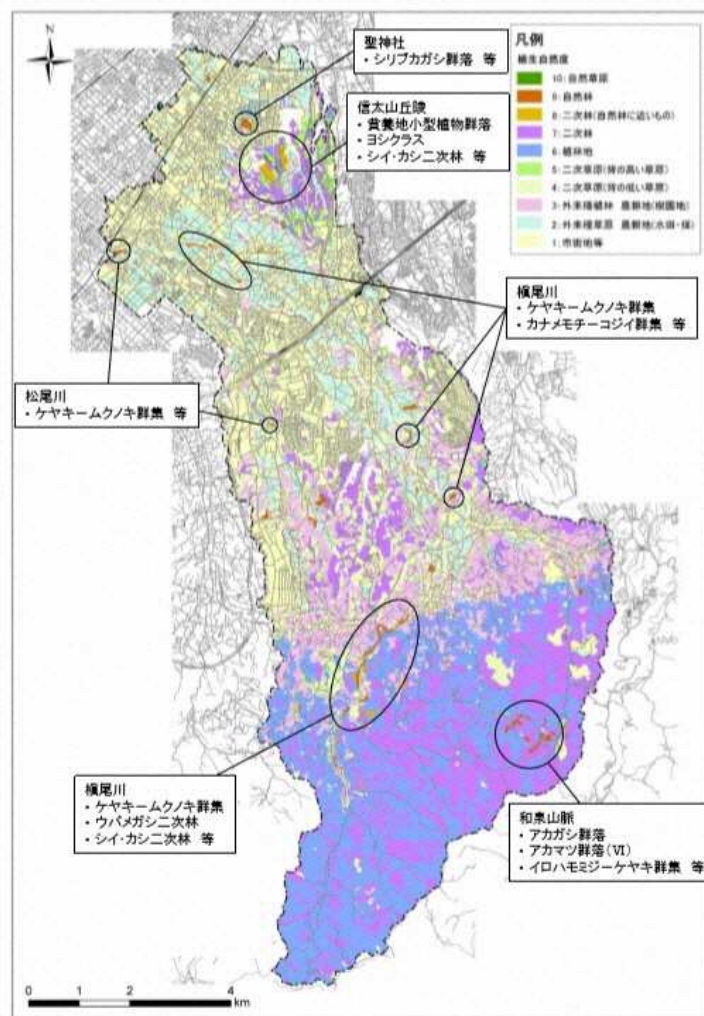 N
聖神社
・シリブカガシ群落 等
信太山丘陵
・貧養地小型植物群落
・ヨシクラス
・シイ・カシ二次林 等
凡例
植生自然度
10:自然草原
9:自然林
8:二次林(自然林に近いもの)
7:二次林
6:植林地
5:二次草原(背の高い草原)
4:二次草原(背の低い草原)
3:外来種植林 農耕地(樹園地)
2:外来種草原 農耕地(水田・畑)
1:市街地等
槇尾川
・ケヤキームクノキ群集
・カナメモチーコジイ群集 等
松尾川
・ケヤキームクノキ群集 等
槇尾川
・ケヤキームクノキ群集
・ウバメガシ二次林
・シイ・カシ二次林 等
和泉山脈
・アカガシ群落
・アカマツ群落(Ⅵ)
・イロハモミジーケヤキ群集 等
0 1 2 4
km